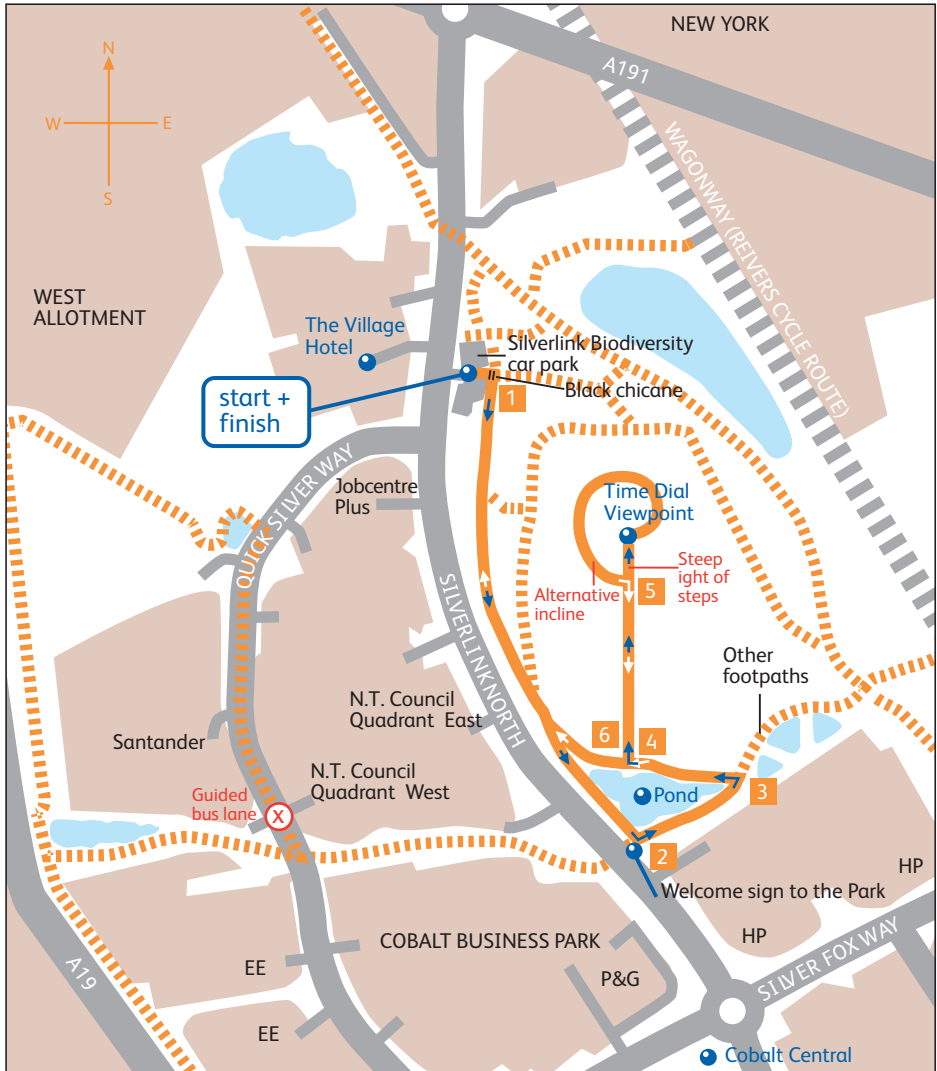 NEW YORK
A191
N
W
E
S
WAGONWAY (REIVERS CYCLE ROUTE)
WEST
ALLOTMENT
The Village
Hotel
Silverlink Biodiversity
car park
Black chicane
start +
finish
1
QUICK SILVER WAY
Jobcentre
Plus
Time Dial
Viewpoint
Steep
ight of
steps
Alternative
incline
5
SILVERLINK NORTH
Other
footpaths
N.T. Council
Quadrant East
Santander
6
4
N.T. Council
Quadrant West
Guided
bus lane
X
Pond
3
2
Welcome sign to the Park
HP
HP
COBALT BUSINESS PARK
SILVER FOX WAY
A19
EE
P&G
EE
Cobalt Central